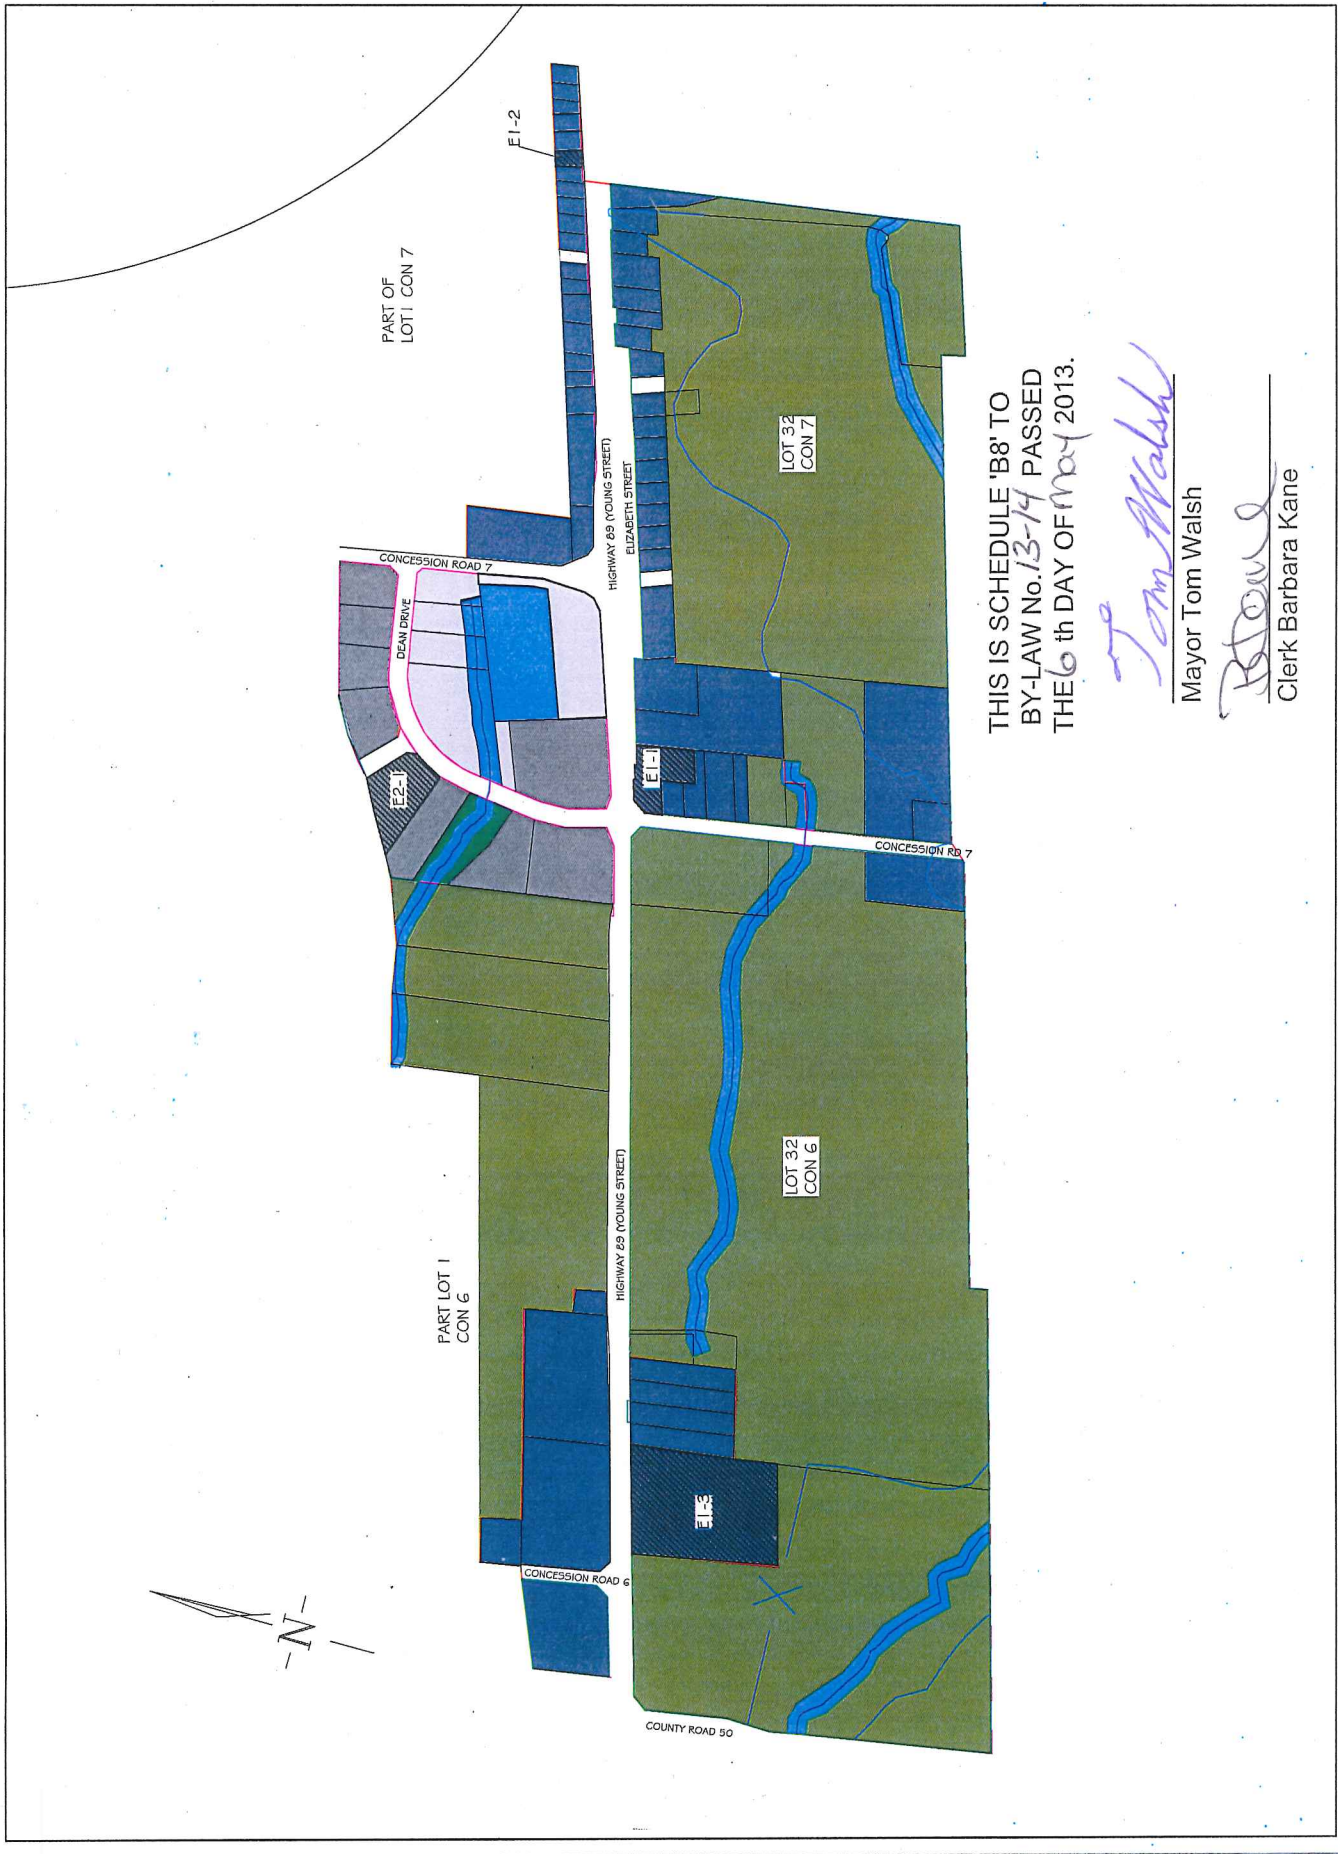 E1-2
PART OF
LOT 1 CON 7
CONCESSION ROAD 7
DEAN DRIVE
HIGHWAY 89 (YOUNG STREET)
ELIZABETH STREET
LOT 32
CON 7
E2-1
E1-1
CONCESSION RD 7
PART LOT 1
CON 6
HIGHWAY 89 (YOUNG STREET)
LOT 32
CON 6
E1-3
CONCESSION ROAD 6
COUNTY ROAD 50
-N-
THIS IS SCHEDULE 'B8' TO
BY-LAW No. 13-14 PASSED
THE 6 th DAY OF May 2013.
Tom Walsh
Mayor Tom Walsh
Clerk Barbara Kane